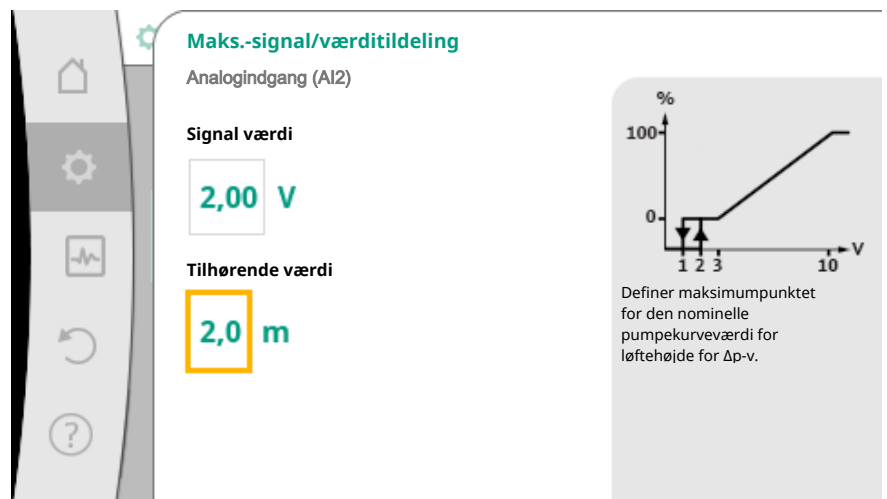 Maks.-signal/værditildeling
Analogindgang (AI2)
Signal værdi
2,00 V
Tilhørende værdi
2,0 m
%
100
0
1 2 3 10 V
Definer maksimumpunktet
for den nominelle
pumpekurveværdi for
løftehøjde for Δp-v.
?